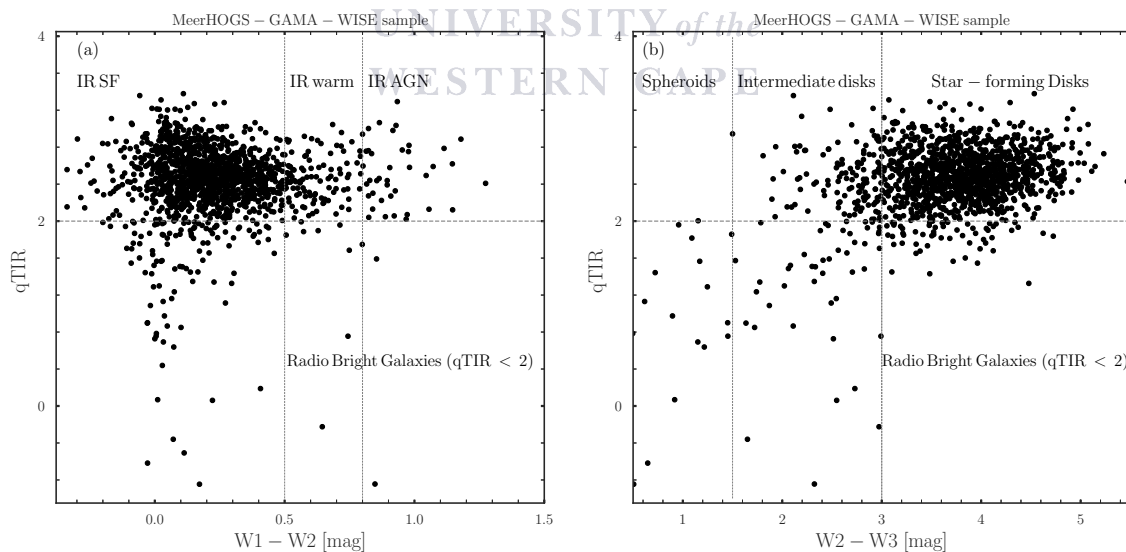 UNIVERSITY of the
WESTERN CAPE
MeerHOGS – GAMA – WISE sample
(a)
IR SF
IR warm
IR AGN
Radio Bright Galaxies (qTIR < 2)
qTIR
4
2
0
0.0
0.5
1.0
1.5
W1 – W2 [mag]
MeerHOGS – GAMA – WISE sample
(b)
Spheroids
Intermediate disks
Star – forming Disks
Radio Bright Galaxies (qTIR < 2)
qTIR
4
2
0
1
2
3
4
5
W2 – W3 [mag]